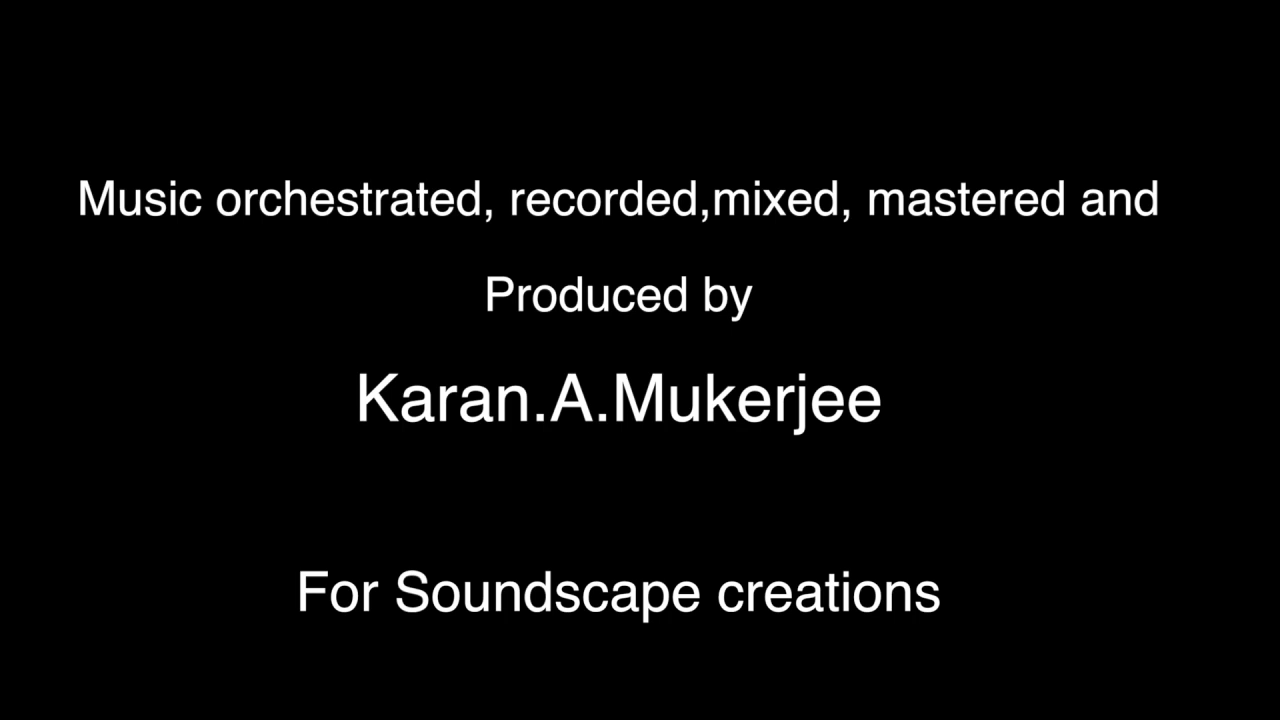 Music orchestrated, recorded,mixed, mastered and
Produced by
Karan.A.Mukerjee
For Soundscape creations